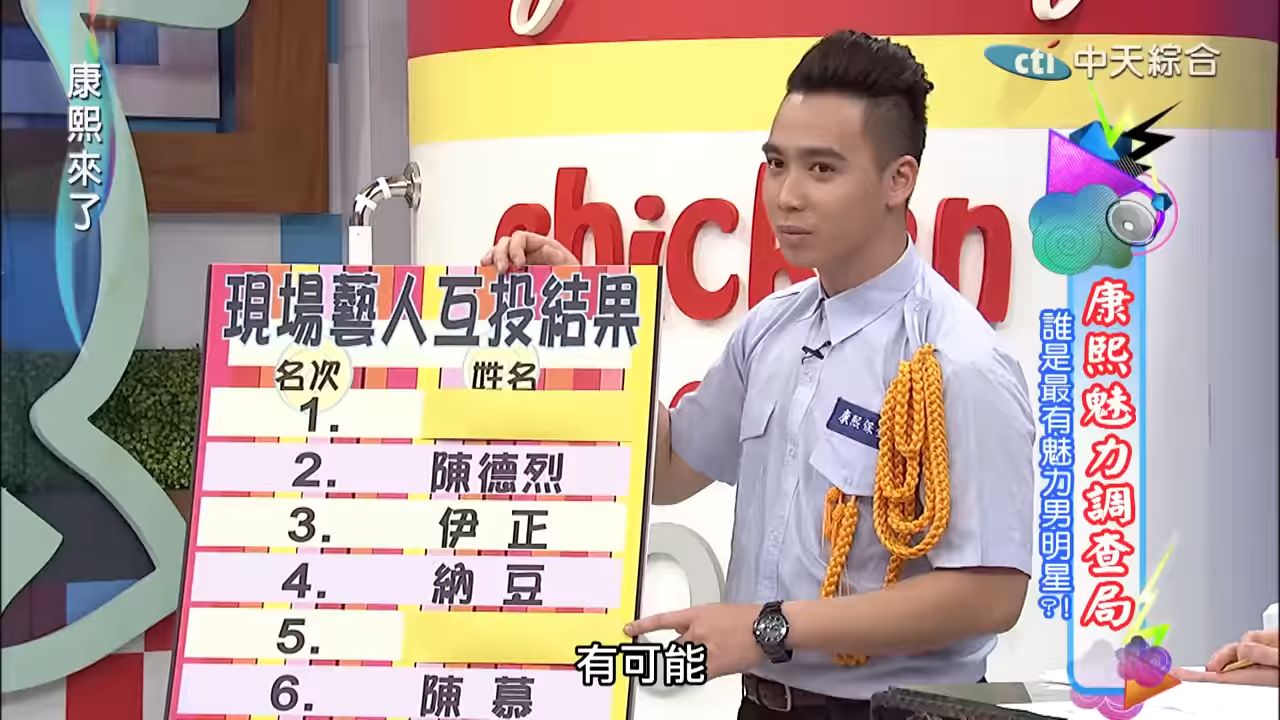 康熙來了
cti 中天綜合
chicken
現場藝人互投結果
名次 姓名
1.
2. 陳德烈
3. 伊正
4. 納豆
5.
6. 陳慕
康熙保
康熙魅力調查局
誰是最有魅力男明星?!
有可能